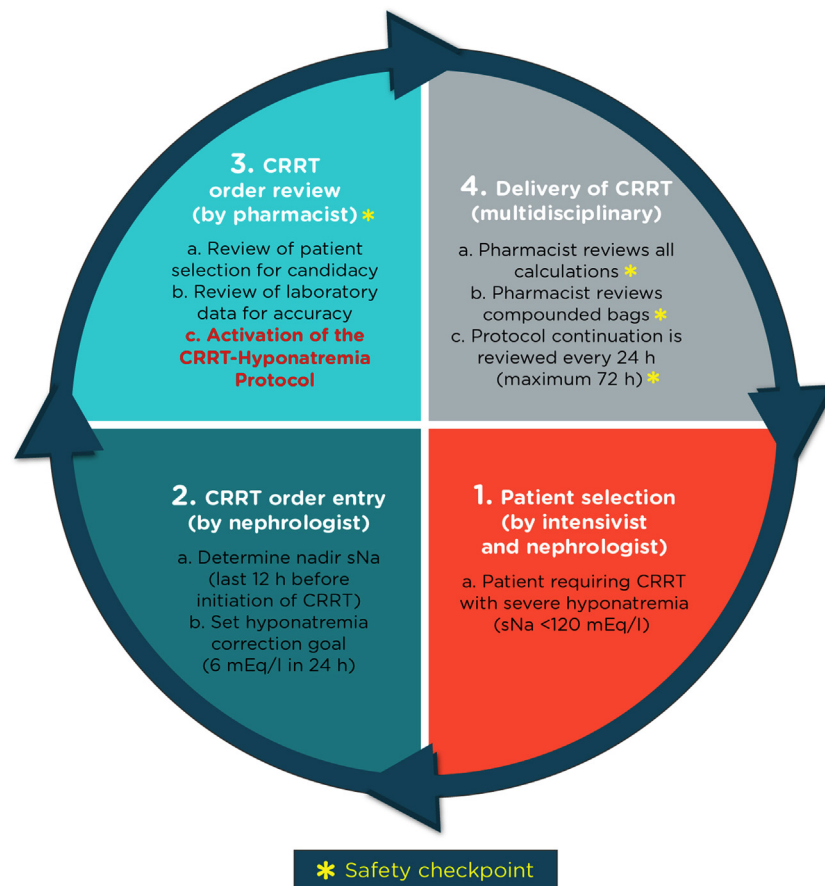 3. CRRT
order review
(by pharmacist) *
a. Review of patient
selection for candidacy
b. Review of laboratory
data for accuracy
c. Activation of the
CRRT-Hyponatremia
Protocol
4. Delivery of CRRT
(multidisciplinary)
a. Pharmacist reviews all
calculations *
b. Pharmacist reviews
compounded bags *
c. Protocol continuation is
reviewed every 24 h
(maximum 72 h) *
2. CRRT order entry
(by nephrologist)
a. Determine nadir sNa
(last 12 h before
initiation of CRRT)
b. Set hyponatremia
correction goal
(6 mEq/l in 24 h)
1. Patient selection
(by intensivist
and nephrologist)
a. Patient requiring CRRT
with severe hyponatremia
(sNa <120 mEq/l)
* Safety checkpoint